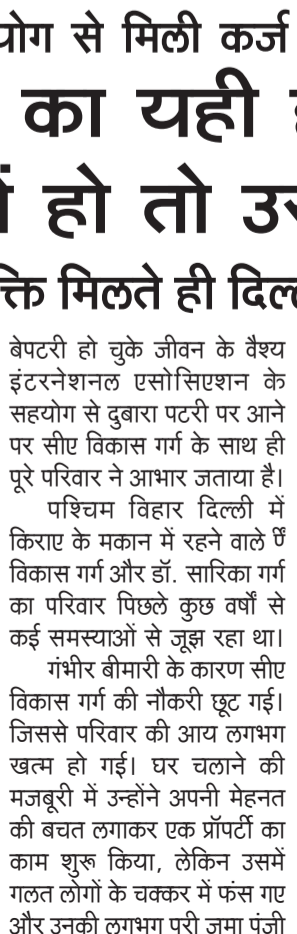 योग से मिली कर्ज
का यही
हो तो
मिलते ही
बेपटरी हो चुके जीवन के वैश्य
इंटरनेशनल एसोसिएशन के
सहयोग से दुबारा पटरी पर आने
पर सीए विकास गर्ग के साथ ही
पूरे परिवार ने आभार जताया है।
पश्चिम विहार दिल्ली में
किराए के मकान में रहने वाले
विकास गर्ग और डॉ. सारिका गर्ग
का परिवार पिछले कुछ वर्षों से
कई समस्याओं से जूझ रहा था।
गंभीर बीमारी के कारण सीए
विकास गर्ग की नौकरी छूट गई।
जिससे परिवार की आय लगभग
खत्म हो गई। घर चलाने की
मजबूरी में उन्होंने अपनी मेहनत
की बचत लगाकर एक प्रॉपर्टी का
काम शुरू किया, लेकिन उसमें
गलत लोगों के चक्कर में फंस गए
और उनकी लगभग पूरी जमा पूंजी